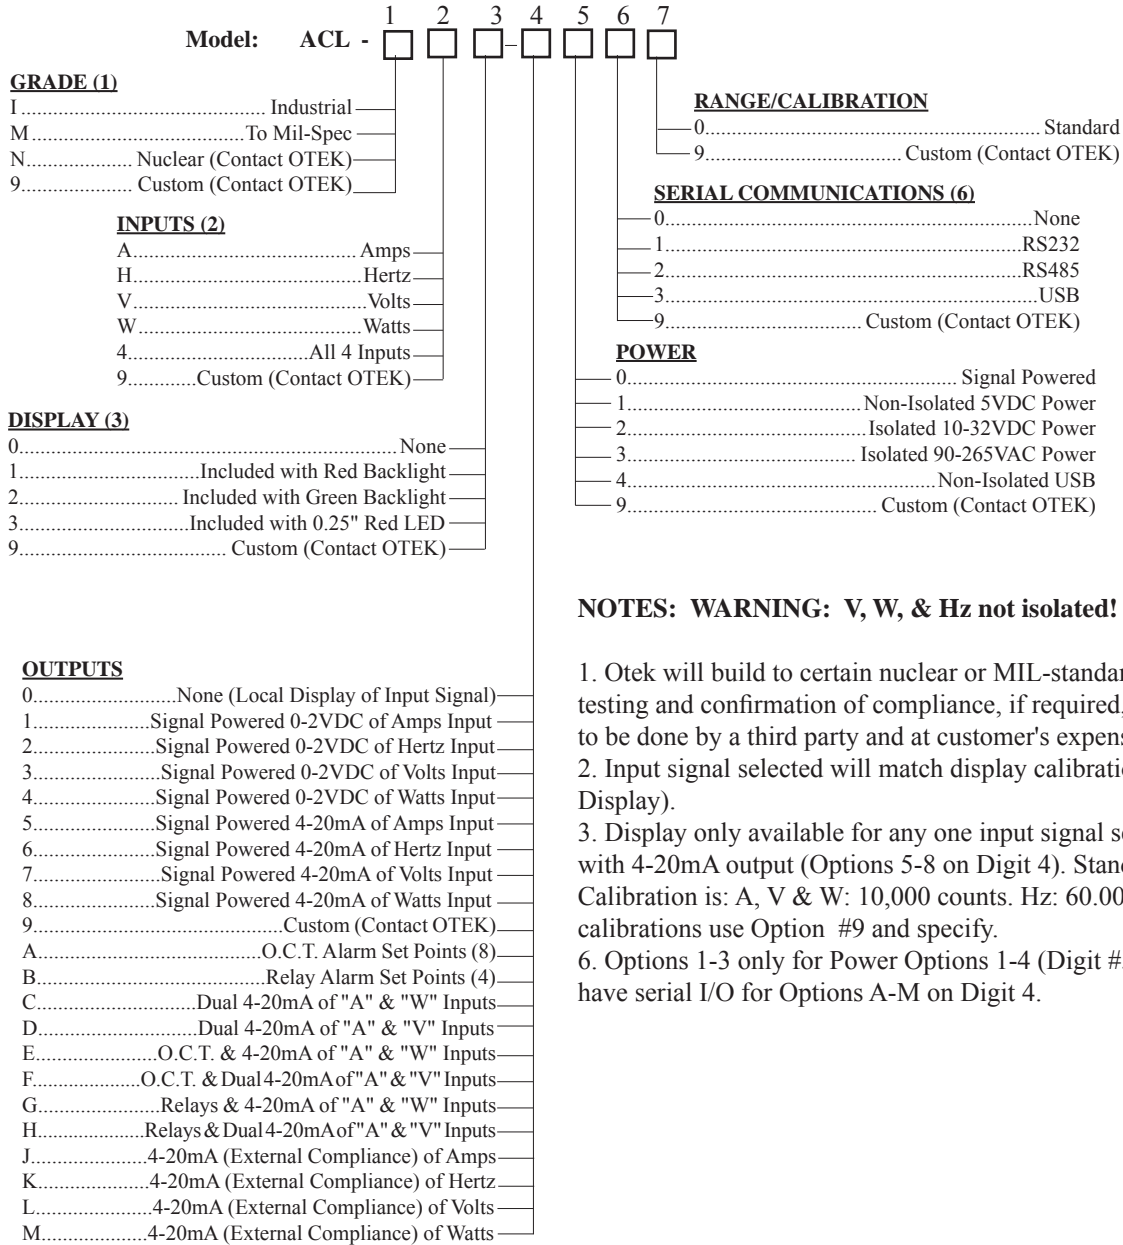 1 2 3 4 5 6 7
Model: ACL - –
GRADE (1)
I ............................................ Industrial
M .......................................To Mil-Spec
N................... Nuclear (Contact OTEK)
9.................... Custom (Contact OTEK)
INPUTS (2)
A........................................ Amps
H..........................................Hertz
V..........................................Volts
W.........................................Watts
4.................................All 4 Inputs
9.............Custom (Contact OTEK)
DISPLAY (3)
0...................................................................... None
1.................................Included with Red Backlight
2............................. Included with Green Backlight
3...............................Included with 0.25" Red LED
9...................................... Custom (Contact OTEK)
OUTPUTS
0..........................None (Local Display of Input Signal)
1.....................Signal Powered 0-2VDC of Amps Input
2......................Signal Powered 0-2VDC of Hertz Input
3.......................Signal Powered 0-2VDC of Volts Input
4......................Signal Powered 0-2VDC of Watts Input
5......................Signal Powered 4-20mA of Amps Input
6......................Signal Powered 4-20mA of Hertz Input
7.......................Signal Powered 4-20mA of Volts Input
8......................Signal Powered 4-20mA of Watts Input
9..............................................Custom (Contact OTEK)
A.........................................O.C.T. Alarm Set Points (8)
B.........................................Relay Alarm Set Points (4)
C.............................Dual 4-20mA of "A" & "W" Inputs
D.............................Dual 4-20mA of "A" & "V" Inputs
E......................O.C.T. & 4-20mA of "A" & "W" Inputs
F....................O.C.T. & Dual 4-20mA of "A" & "V" Inputs
G.......................Relays & 4-20mA of "A" & "W" Inputs
H....................Relays & Dual 4-20mA of "A" & "V" Inputs
J.......................4-20mA (External Compliance) of Amps
K.....................4-20mA (External Compliance) of Hertz
L......................4-20mA (External Compliance) of Volts
M....................4-20mA (External Compliance) of Watts
RANGE/CALIBRATION
0............................................................. Standard
9................................... Custom (Contact OTEK)
SERIAL COMMUNICATIONS (6)
0....................................................................None
1..................................................................RS232
2..................................................................RS485
3.....................................................................USB
9.................................... Custom (Contact OTEK)
POWER
0............................................................ Signal Powered
1.......................................... Non-Isolated 5VDC Power
2...........................................Isolated 10-32VDC Power
3......................................... Isolated 90-265VAC Power
4........................................................Non-Isolated USB
9............................................. Custom (Contact OTEK)
NOTES: WARNING: V, W, & Hz not isolated!
1. Otek will build to certain nuclear or MIL-standar
testing and confirmation of compliance, if required,
to be done by a third party and at customer's expens
2. Input signal selected will match display calibratio
Display).
3. Display only available for any one input signal se
with 4-20mA output (Options 5-8 on Digit 4). Stand
Calibration is: A, V & W: 10,000 counts. Hz: 60.00
calibrations use Option #9 and specify.
6. Options 1-3 only for Power Options 1-4 (Digit #
have serial I/O for Options A-M on Digit 4.